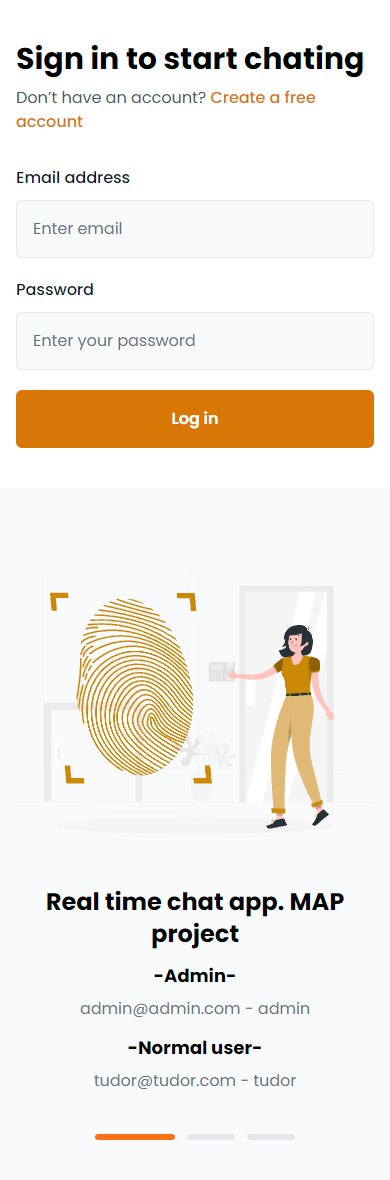 Sign in to start chating
Don’t have an account? Create a free
account
Email address
Enter email
Password
Enter your password
Log in
Real time chat app. MAP
project
-Admin-
admin@admin.com - admin
-Normal user-
tudor@tudor.com - tudor